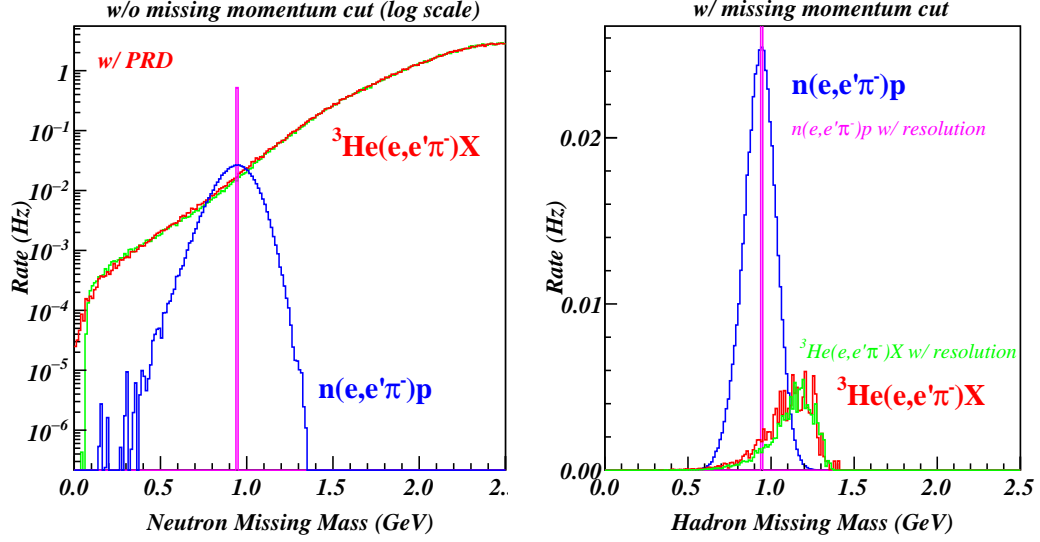 w/o missing momentum cut (log scale)
w/ PRD
³He(e,e'π⁻)X
n(e,e'π⁻)p
Rate (Hz)
1
10⁻¹
10⁻²
10⁻³
10⁻⁴
10⁻⁵
10⁻⁶
0.0 0.5 1.0 1.5 2.0 2.
Neutron Missing Mass (GeV)
w/ missing momentum cut
n(e,e'π⁻)p
n(e,e'π⁻)p w/ resolution
³He(e,e'π⁻)X w/ resolution
³He(e,e'π⁻)X
Rate (Hz)
0.02
0.01
0.00
0.0 0.5 1.0 1.5 2.0 2.5
Hadron Missing Mass (GeV)